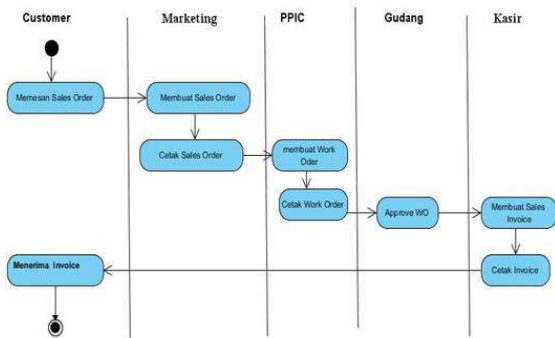 Customer
Marketing
PPIC
Gudang
Kasir
Memesan Sales Order
Membuat Sales Order
Cetak Sales Order
membuat Work
Oder
Cetak Work Order
Approve WO
Membuat Sales
Invoice
Menerima invoice
Cetak Invoice